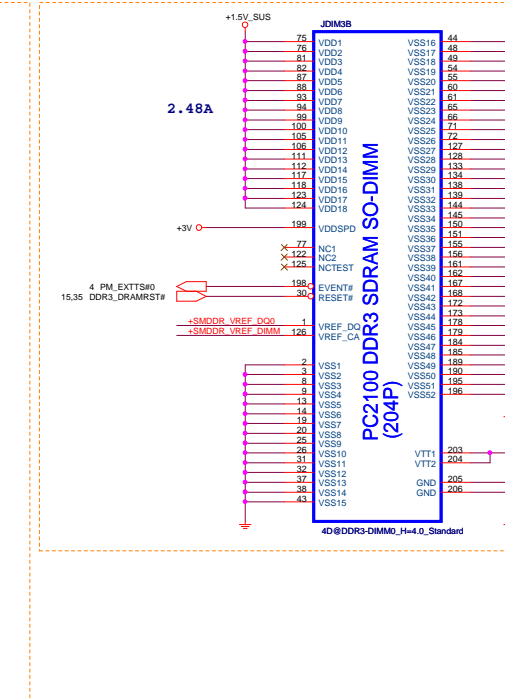 +1.5V_SUS
JDIM3B
2.48A
75 VDD1 VSS16 44
76 VDD2 VSS17 48
81 VDD3 VSS18 49
82 VDD4 VSS19 54
87 VDD5 VSS20 55
88 VDD6 VSS21 60
93 VDD7 VSS22 61
94 VDD8 VSS23 65
99 VDD9 VSS24 66
100 VDD10 VSS25 71
105 VDD11 VSS26 72
106 VDD12 VSS27 127
111 VDD13 VSS28 128
112 VDD14 VSS29 133
117 VDD15 VSS30 134
118 VDD16 VSS31 138
123 VDD17 VSS32 139
124 VDD18 VSS33 144
VSS34 145
+3V 199 VDDSPD VSS35 150
VSS36 151
77 NC1 VSS37 155
122 NC2 VSS38 156
125 NCTEST VSS39 161
VSS40 162
4 PM_EXTTS#0 198 EVENT# VSS41 167
15,35 DDR3_DRAMRST# 30 RESET# VSS42 168
VSS43 172
VSS44 173
+SMDDR_VREF_DQ0 1 VREF_DQ VSS45 178
+SMDDR_VREF_DIMM 126 VREF_CA VSS46 179
VSS47 184
VSS48 185
2 VSS1 VSS49 189
3 VSS2 VSS50 190
8 VSS3 VSS51 195
9 VSS4 VSS52 196
13 VSS5
14 VSS6
19 VSS7
20 VSS8
25 VSS9
26 VSS10 VTT1 203
31 VSS11 VTT2 204
32 VSS12
37 VSS13 GND 205
38 VSS14 GND 206
43 VSS15
PC2100 DDR3 SDRAM SO-DIMM
(204P)
4D@DDR3-DIMM0_H=4.0_Standard